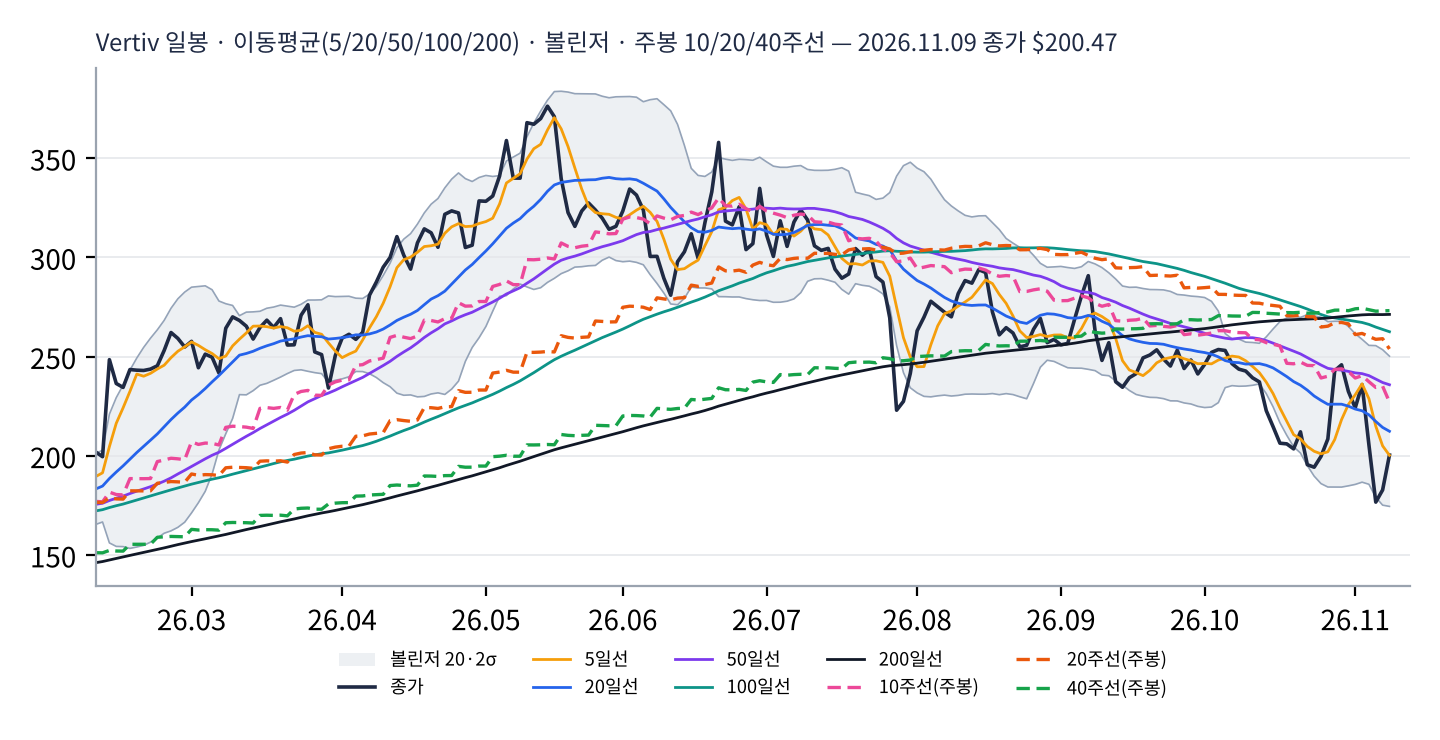 Vertiv 일봉 · 이동평균(5/20/50/100/200) · 볼린저 · 주봉 10/20/40주선 — 2026.11.09 종가 $200.47
350
300
250
200
150
26.03 26.04 26.05 26.06 26.07 26.08 26.09 26.10 26.11
볼린저 20·2σ 5일선 50일선 200일선 20주선(주봉)
종가 20일선 100일선 10주선(주봉) 40주선(주봉)